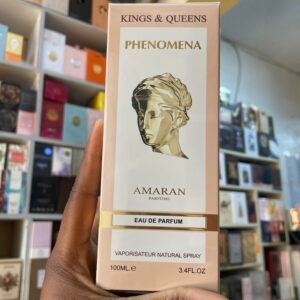 KINGS & QUEENS
PHENOMENA
AMARAN
PARFUMS
EAU DE PARFUM
VAPORISATEUR NATURAL SPRAY
100ML.e 3.4FL.OZ